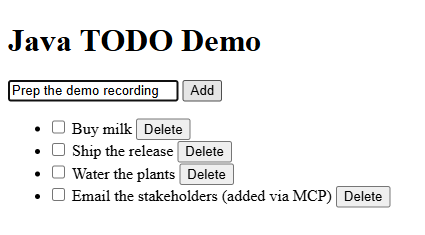 Java TODO Demo
Prep the demo recording Add
Buy milk Delete
Ship the release Delete
Water the plants Delete
Email the stakeholders (added via MCP) Delete